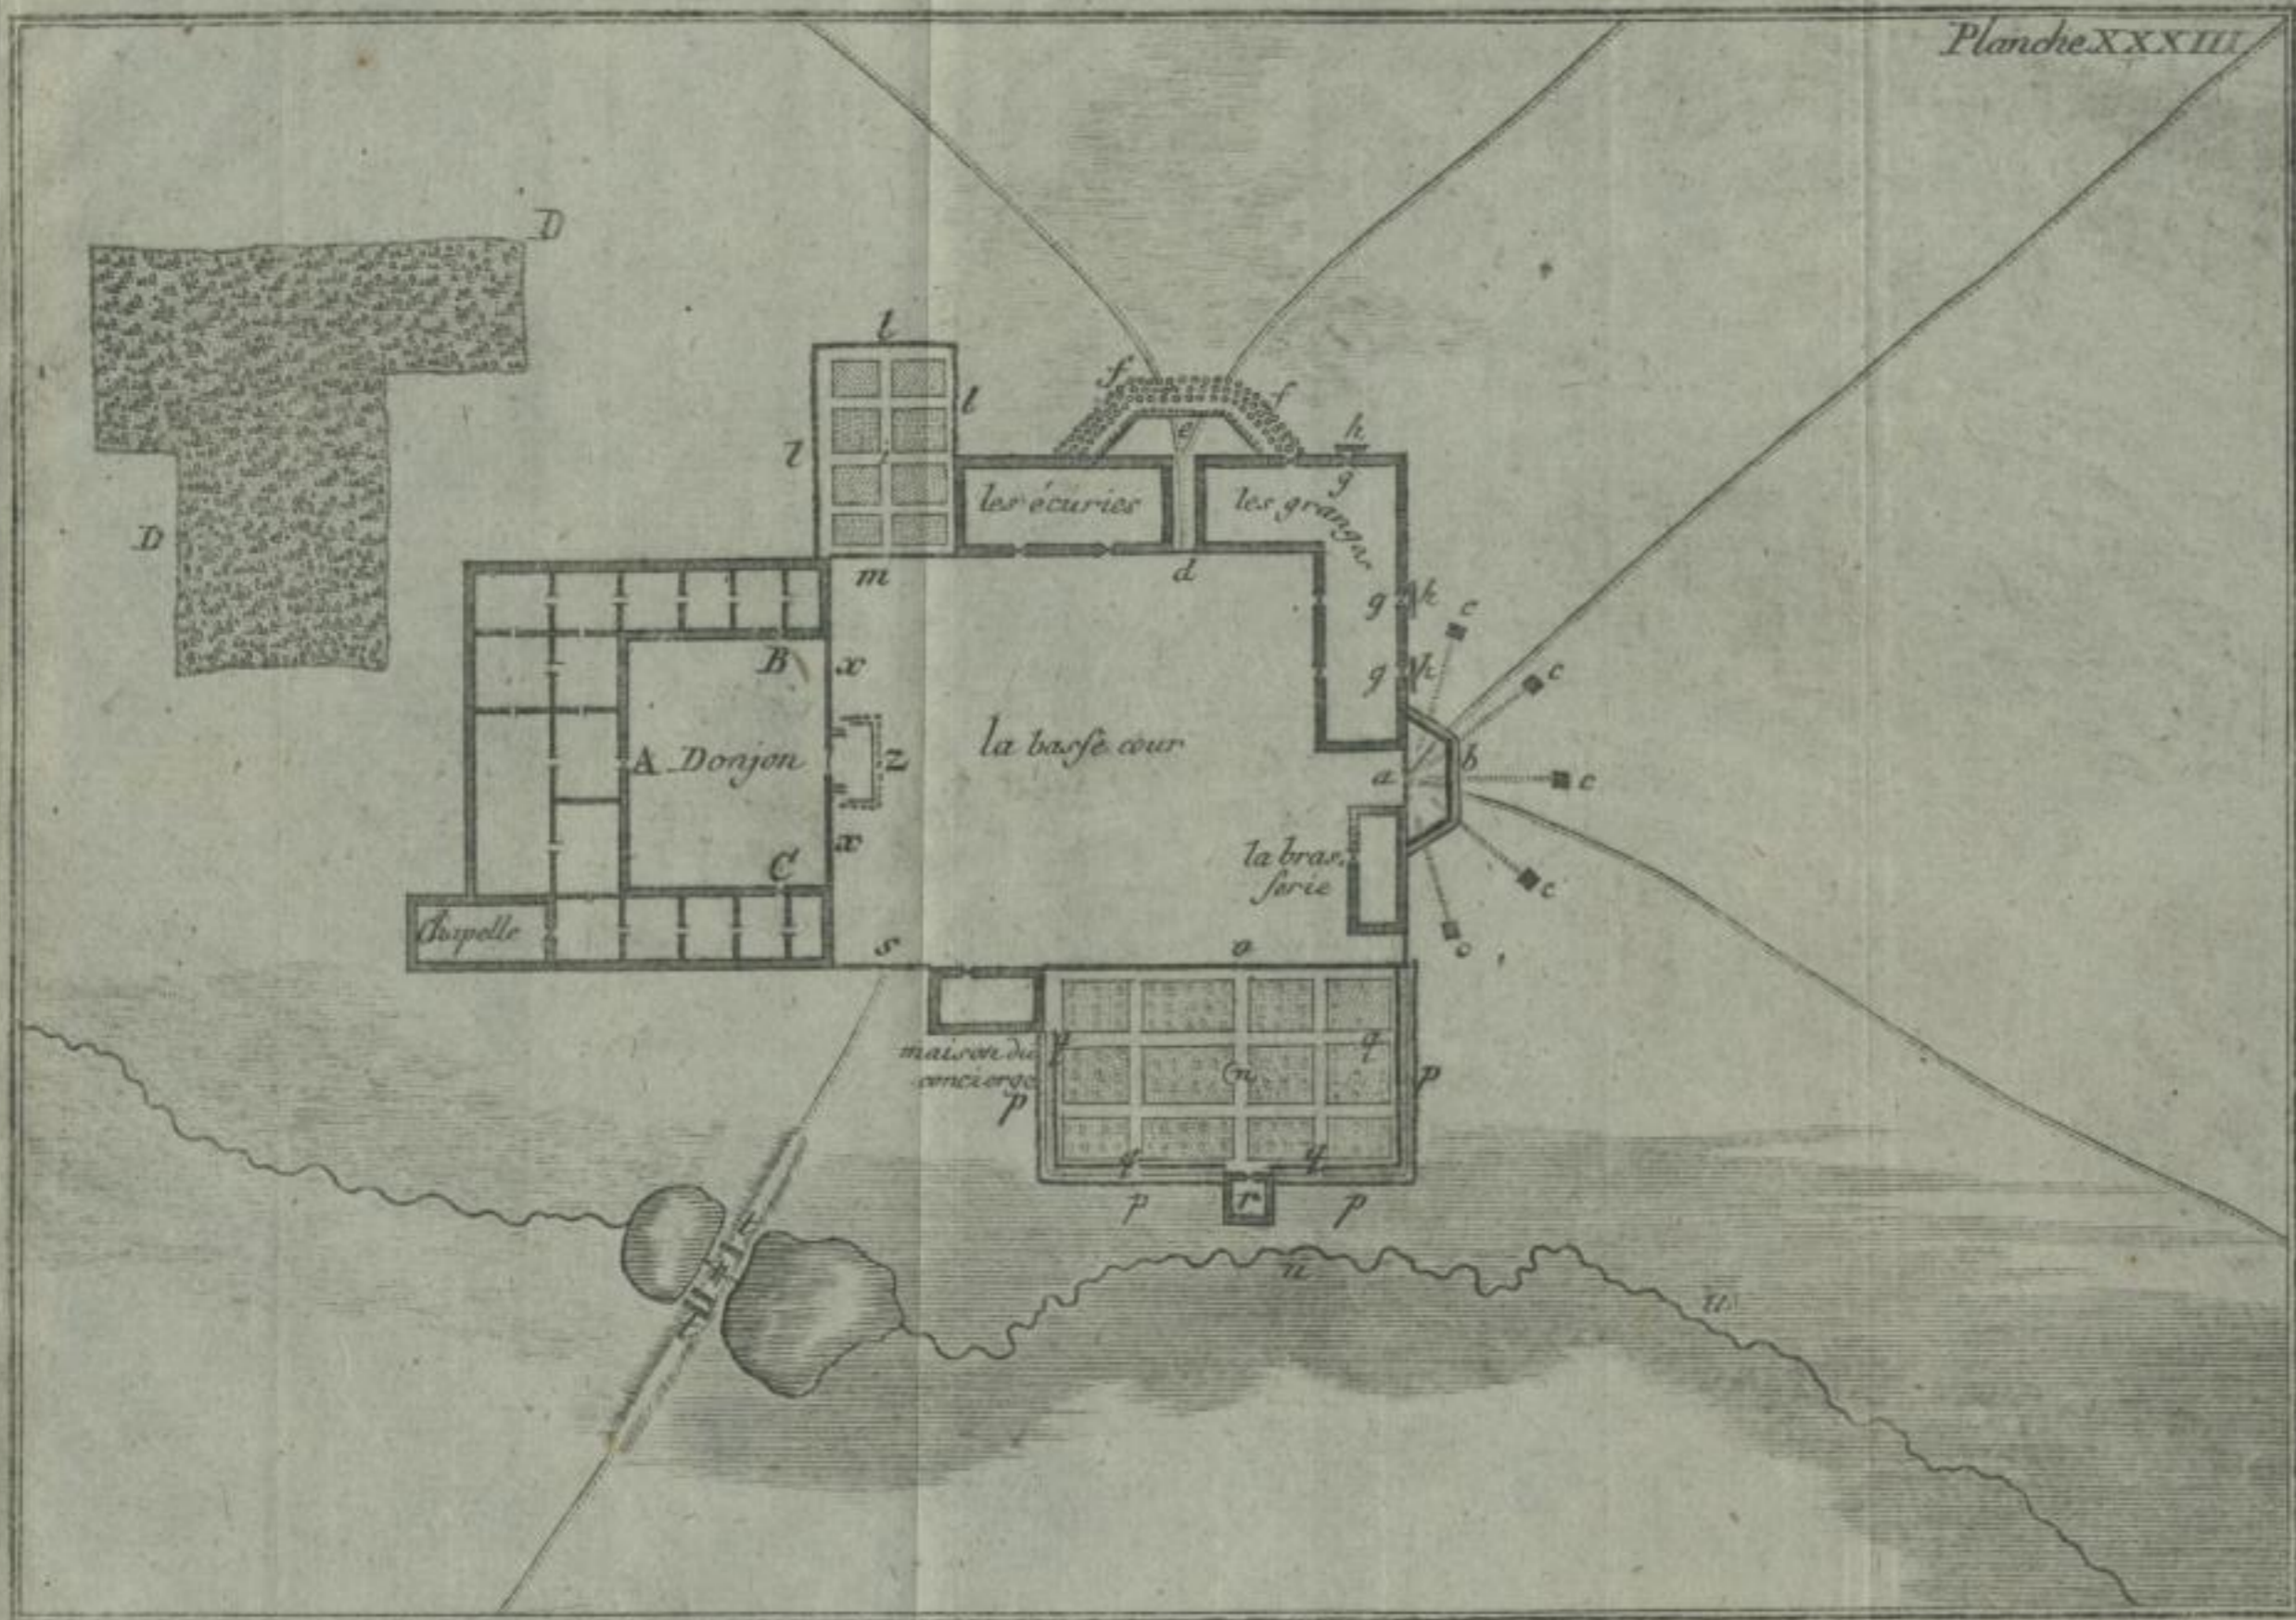 Planche XXXIII
D
l
f
f
l
h
l
e
g
les écuries
les granges
D
m
d
g
h
c
B
x
g
h
c
A Donjon
z
la basse cour
a
b
c
C
x
la bras
serie
c
Chapelle
s
o
c
maison du
concierge
q
q
n
p
p
q
q
p
r
p
t
u
u